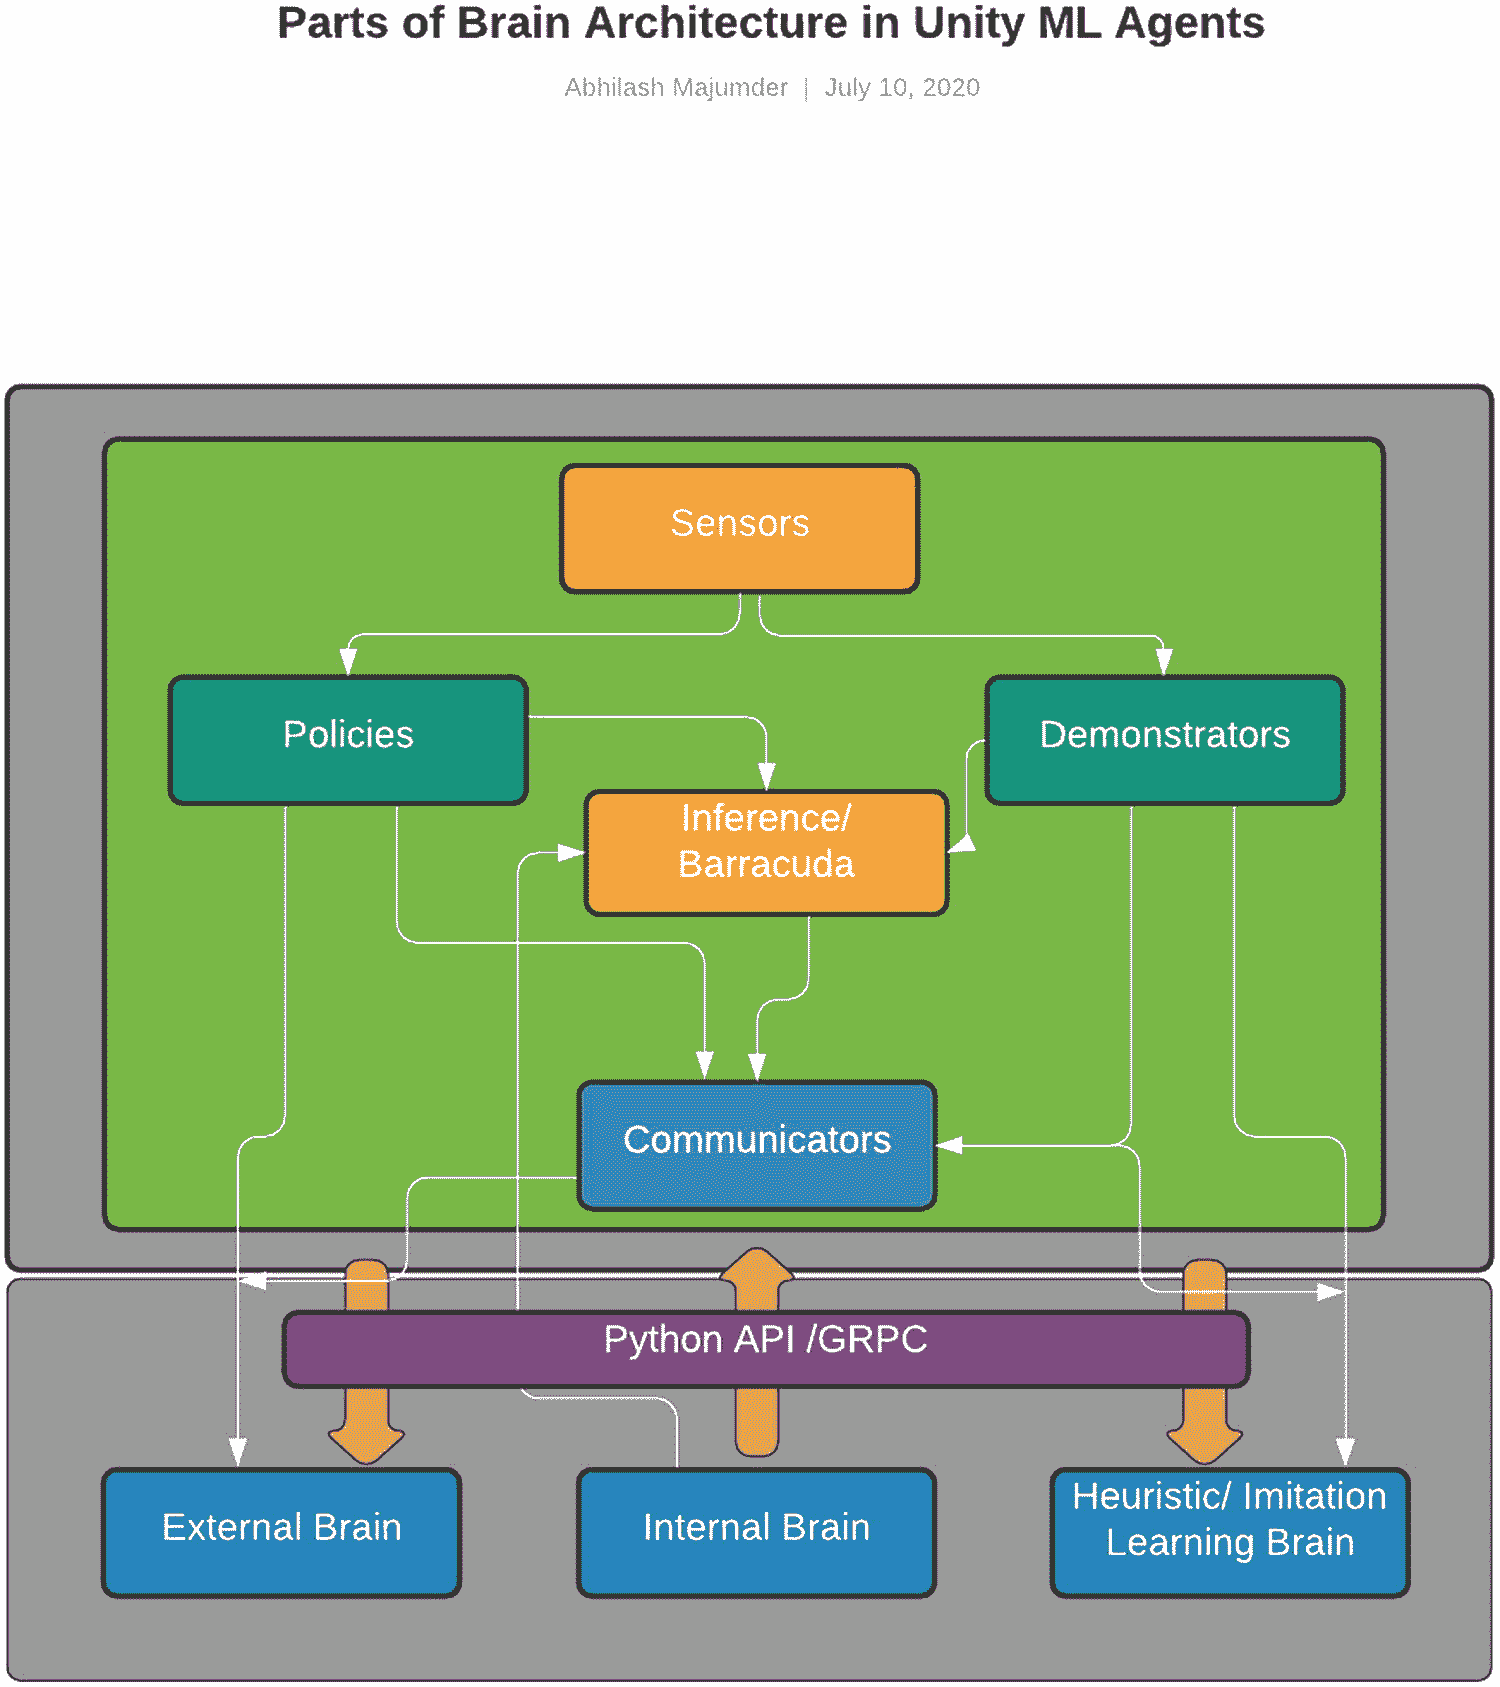 Parts of Brain Architecture in Unity ML Agents
Abhilash Majumder | July 10, 2020
Sensors
Policies
Demonstrators
Inference/
Barracuda
Communicators
Python API /GRPC
External Brain
Internal Brain
Heuristic/ Imitation
Learning Brain